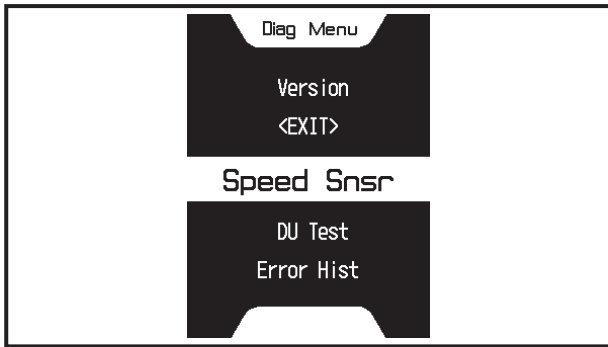 Diag Menu
Version
<EXIT>
Speed Snsr
DU Test
Error Hist